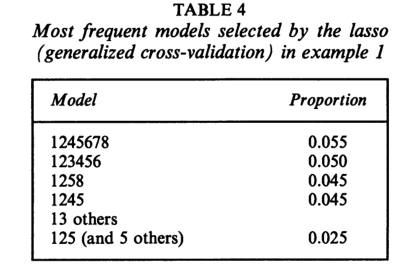 TABLE 4
Most frequent models selected by the lasso
(generalized cross-validation) in example 1
Model Proportion
1245678 0.055
123456 0.050
1258 0.045
1245 0.045
13 others
125 (and 5 others) 0.025